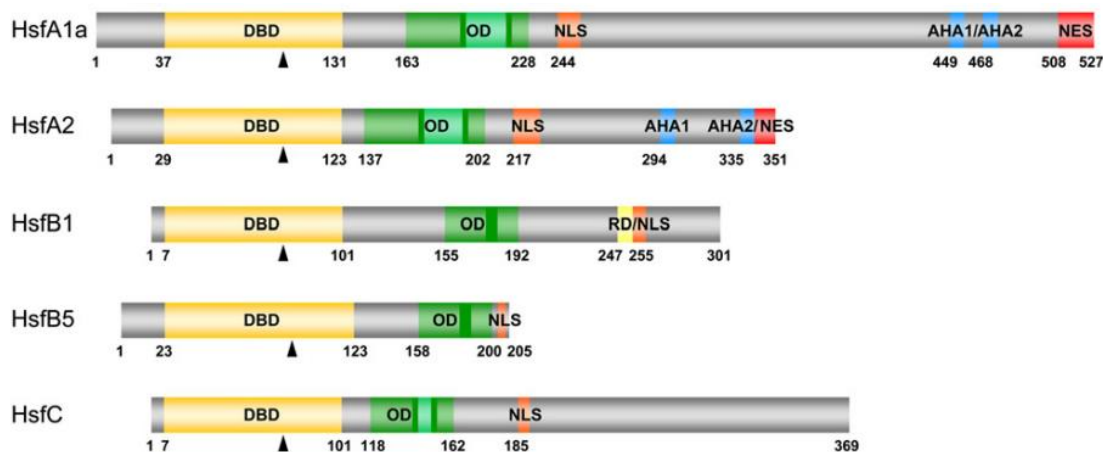 HsfA1a DBD OD NLS AHA1/AHA2 NES
1 37 131 163 228 244 449 468 508 527
HsfA2 DBD OD NLS AHA1 AHA2/NES
1 29 123 137 202 217 294 335 351
HsfB1 DBD OD RD/NLS
1 7 101 155 192 247 255 301
HsfB5 DBD OD NLS
1 23 123 158 200 205
HsfC DBD OD NLS
1 7 101 118 162 185 369